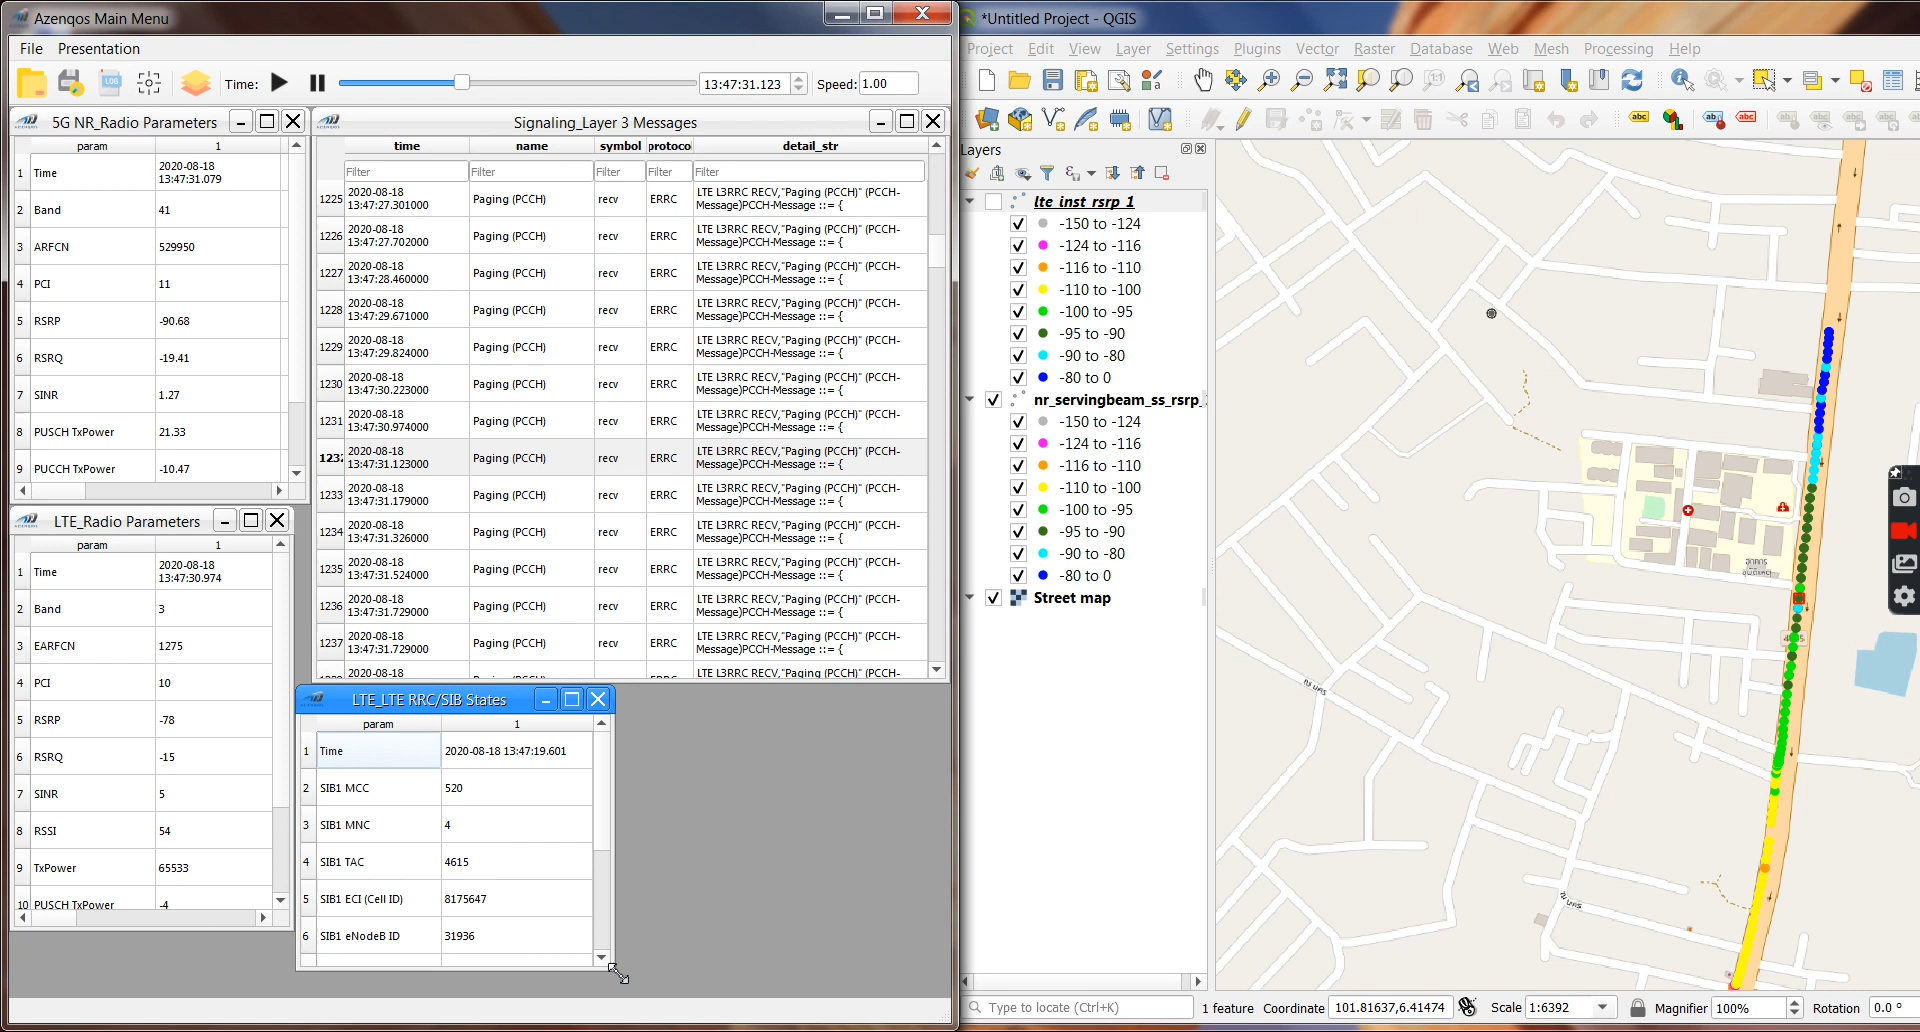 Azenqos Main Menu
File Presentation
LOG Time: 13:47:31.123 Speed: 1.00
5G NR_Radio Parameters
param 1
1 Time 2020-08-18 13:47:31.079
2 Band 41
3 ARFCN 529950
4 PCI 11
5 RSRP -90.68
6 RSRQ -19.41
7 SINR 1.27
8 PUSCH TxPower 21.33
9 PUCCH TxPower -10.47
LTE_Radio Parameters
param 1
1 Time 2020-08-18 13:47:30.974
2 Band 3
3 EARFCN 1275
4 PCI 10
5 RSRP -78
6 RSRQ -15
7 SINR 5
8 RSSI 54
9 TxPower 65533
10 PUSCH TxPower -4
Signaling_Layer 3 Messages
time name symbol protocol detail_str
Filter Filter Filter Filter Filter
1225 2020-08-18 13:47:27.301000 Paging (PCCH) recv ERRC LTE L3RRC RECV,"Paging (PCCH)" (PCCH-Message)PCCH-Message ::= {
1226 2020-08-18 13:47:27.702000 Paging (PCCH) recv ERRC LTE L3RRC RECV,"Paging (PCCH)" (PCCH-Message)PCCH-Message ::= {
1227 2020-08-18 13:47:28.460000 Paging (PCCH) recv ERRC LTE L3RRC RECV,"Paging (PCCH)" (PCCH-Message)PCCH-Message ::= {
1228 2020-08-18 13:47:29.671000 Paging (PCCH) recv ERRC LTE L3RRC RECV,"Paging (PCCH)" (PCCH-Message)PCCH-Message ::= {
1229 2020-08-18 13:47:29.824000 Paging (PCCH) recv ERRC LTE L3RRC RECV,"Paging (PCCH)" (PCCH-Message)PCCH-Message ::= {
1230 2020-08-18 13:47:30.223000 Paging (PCCH) recv ERRC LTE L3RRC RECV,"Paging (PCCH)" (PCCH-Message)PCCH-Message ::= {
1231 2020-08-18 13:47:30.974000 Paging (PCCH) recv ERRC LTE L3RRC RECV,"Paging (PCCH)" (PCCH-Message)PCCH-Message ::= {
1232 2020-08-18 13:47:31.123000 Paging (PCCH) recv ERRC LTE L3RRC RECV,"Paging (PCCH)" (PCCH-Message)PCCH-Message ::= {
1233 2020-08-18 13:47:31.179000 Paging (PCCH) recv ERRC LTE L3RRC RECV,"Paging (PCCH)" (PCCH-Message)PCCH-Message ::= {
1234 2020-08-18 13:47:31.326000 Paging (PCCH) recv ERRC LTE L3RRC RECV,"Paging (PCCH)" (PCCH-Message)PCCH-Message ::= {
1235 2020-08-18 13:47:31.524000 Paging (PCCH) recv ERRC LTE L3RRC RECV,"Paging (PCCH)" (PCCH-Message)PCCH-Message ::= {
1236 2020-08-18 13:47:31.729000 Paging (PCCH) recv ERRC LTE L3RRC RECV,"Paging (PCCH)" (PCCH-Message)PCCH-Message ::= {
1237 2020-08-18 13:47:31.729000 Paging (PCCH) recv ERRC LTE L3RRC RECV,"Paging (PCCH)" (PCCH-Message)PCCH-Message ::= {
2020-08-18 LTE L3RRC RECV,"Paging (PCCH)" (PCCH-
LTE_LTE RRC/SIB States
param 1
1 Time 2020-08-18 13:47:19.601
2 SIB1 MCC 520
3 SIB1 MNC 4
4 SIB1 TAC 4615
5 SIB1 ECI (Cell ID) 8175647
6 SIB1 eNodeB ID 31936
*Untitled Project - QGIS
Project Edit View Layer Settings Plugins Vector Raster Database Web Mesh Processing Help
Layers
lte_inst_rsrp_1
-150 to -124
-124 to -116
-116 to -110
-110 to -100
-100 to -95
-95 to -90
-90 to -80
-80 to 0
nr_servingbeam_ss_rsrp_
-150 to -124
-124 to -116
-116 to -110
-110 to -100
-100 to -95
-95 to -90
-90 to -80
-80 to 0
Street map
Type to locate (Ctrl+K) 1 feature Coordinate 101.81637,6.41474 Scale 1:6392 Magnifier 100% Rotation 0.0 °